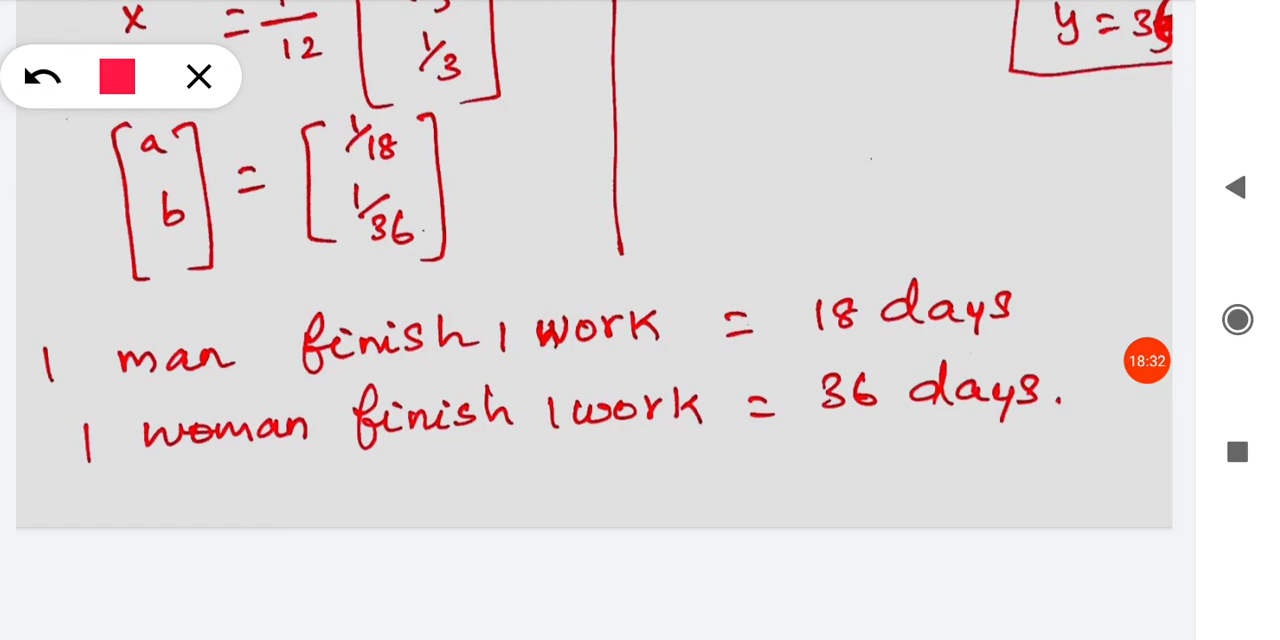 x = 1/12 [ 1/3 ]
y = 36
[ a b ] = [ 1/18 1/36 ]
1 man finish 1 work = 18 days
18:32
1 woman finish 1 work = 36 days.